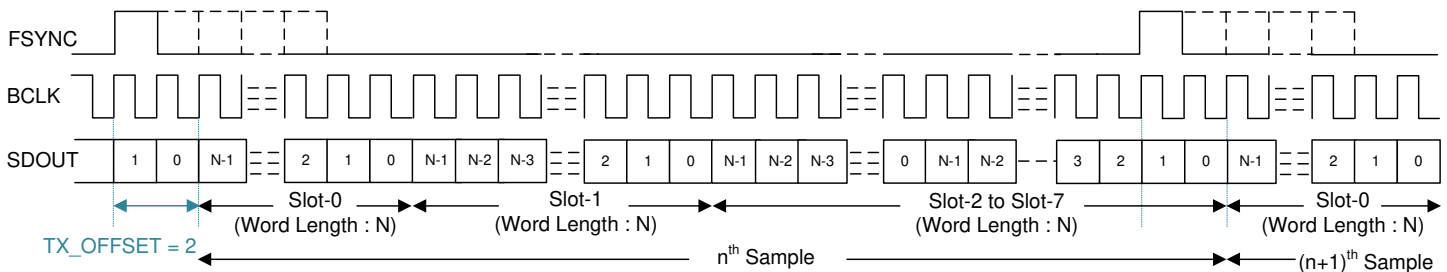 FSYNC
BCLK
SDOUT 1 0 N-1 2 1 0 N-1 N-2 N-3 2 1 0 N-1 N-2 N-3 0 N-1 N-2 3 2 1 0 N-1 2 1 0
Slot-0 Slot-1 Slot-2 to Slot-7 Slot-0
(Word Length : N) (Word Length : N) (Word Length : N) (Word Length : N)
TX_OFFSET = 2
nth Sample (n+1)th Sample